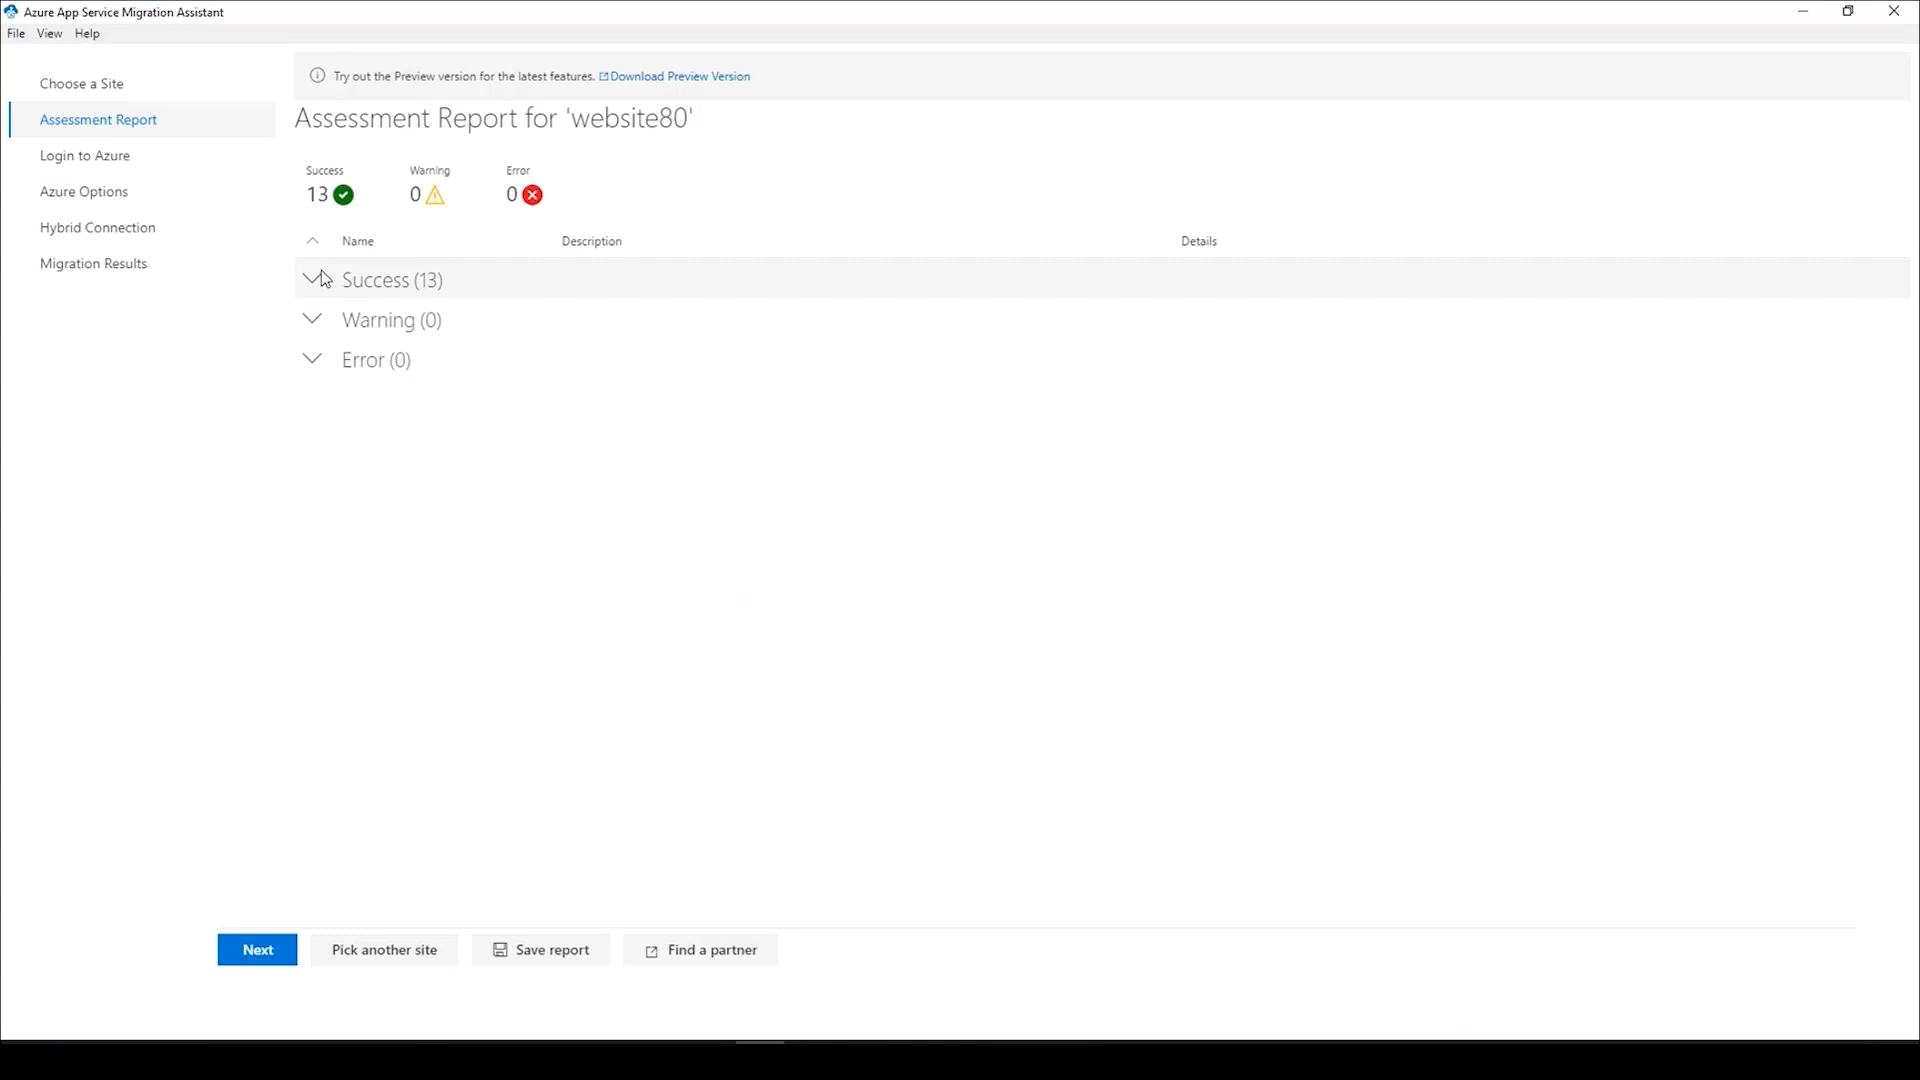 Azure App Service Migration Assistant
File View Help
Choose a Site
Assessment Report
Login to Azure
Azure Options
Hybrid Connection
Migration Results
Try out the Preview version for the latest features. Download Preview Version
Assessment Report for 'website80'
Success Warning Error
13 0 0
Name Description Details
Success (13)
Warning (0)
Error (0)
Next Pick another site Save report Find a partner